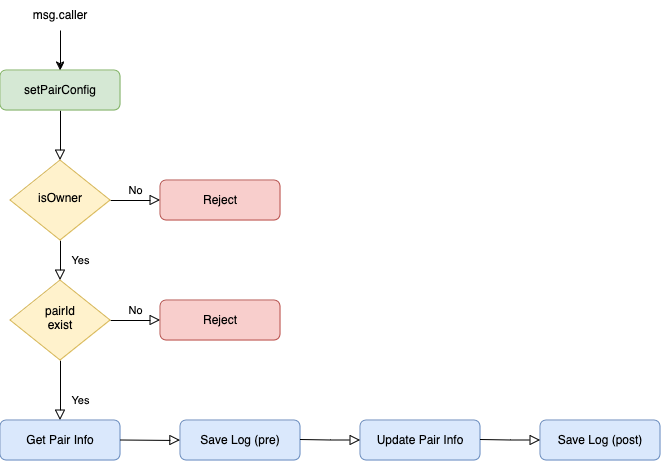 msg.caller
setPairConfig
isOwner
No
Reject
Yes
pairId
exist
No
Reject
Yes
Get Pair Info
Save Log (pre)
Update Pair Info
Save Log (post)